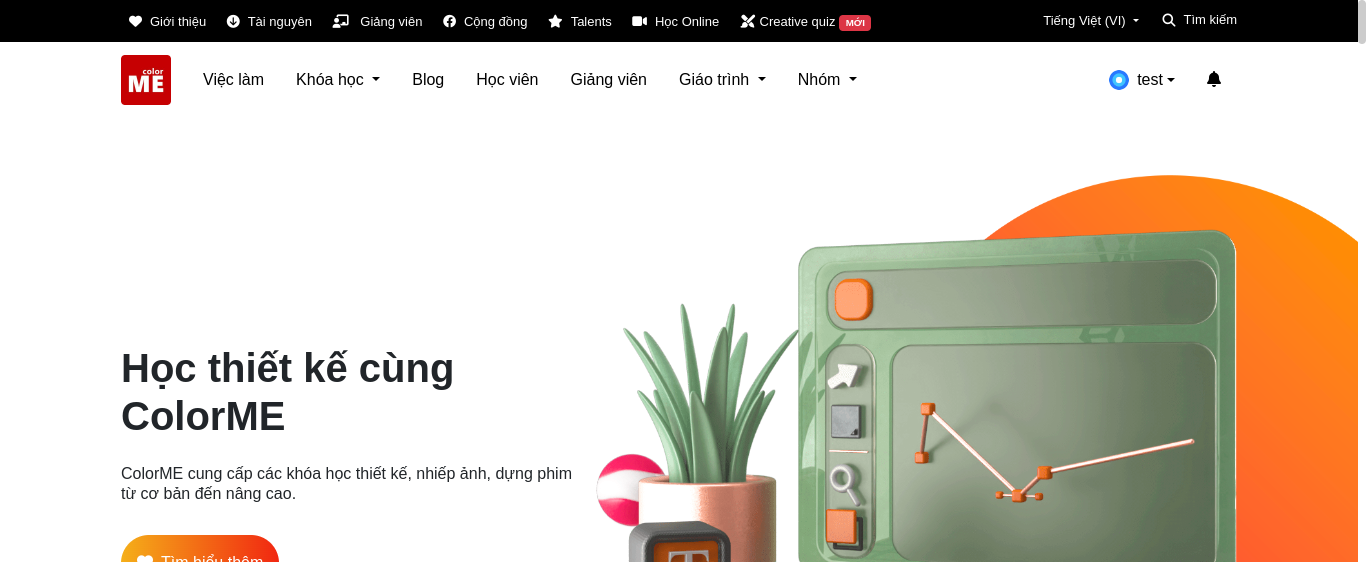 Giới thiệu Tài nguyên Giảng viên Cộng đồng Talents Học Online Creative quiz MỚI Tiếng Việt (VI) Tìm kiếm
color
ME
Việc làm Khóa học Blog Học viên Giảng viên Giáo trình Nhóm test
Học thiết kế cùng
ColorME
ColorME cung cấp các khóa học thiết kế, nhiếp ảnh, dựng phim
từ cơ bản đến nâng cao.
Tìm hiểu thêm
T